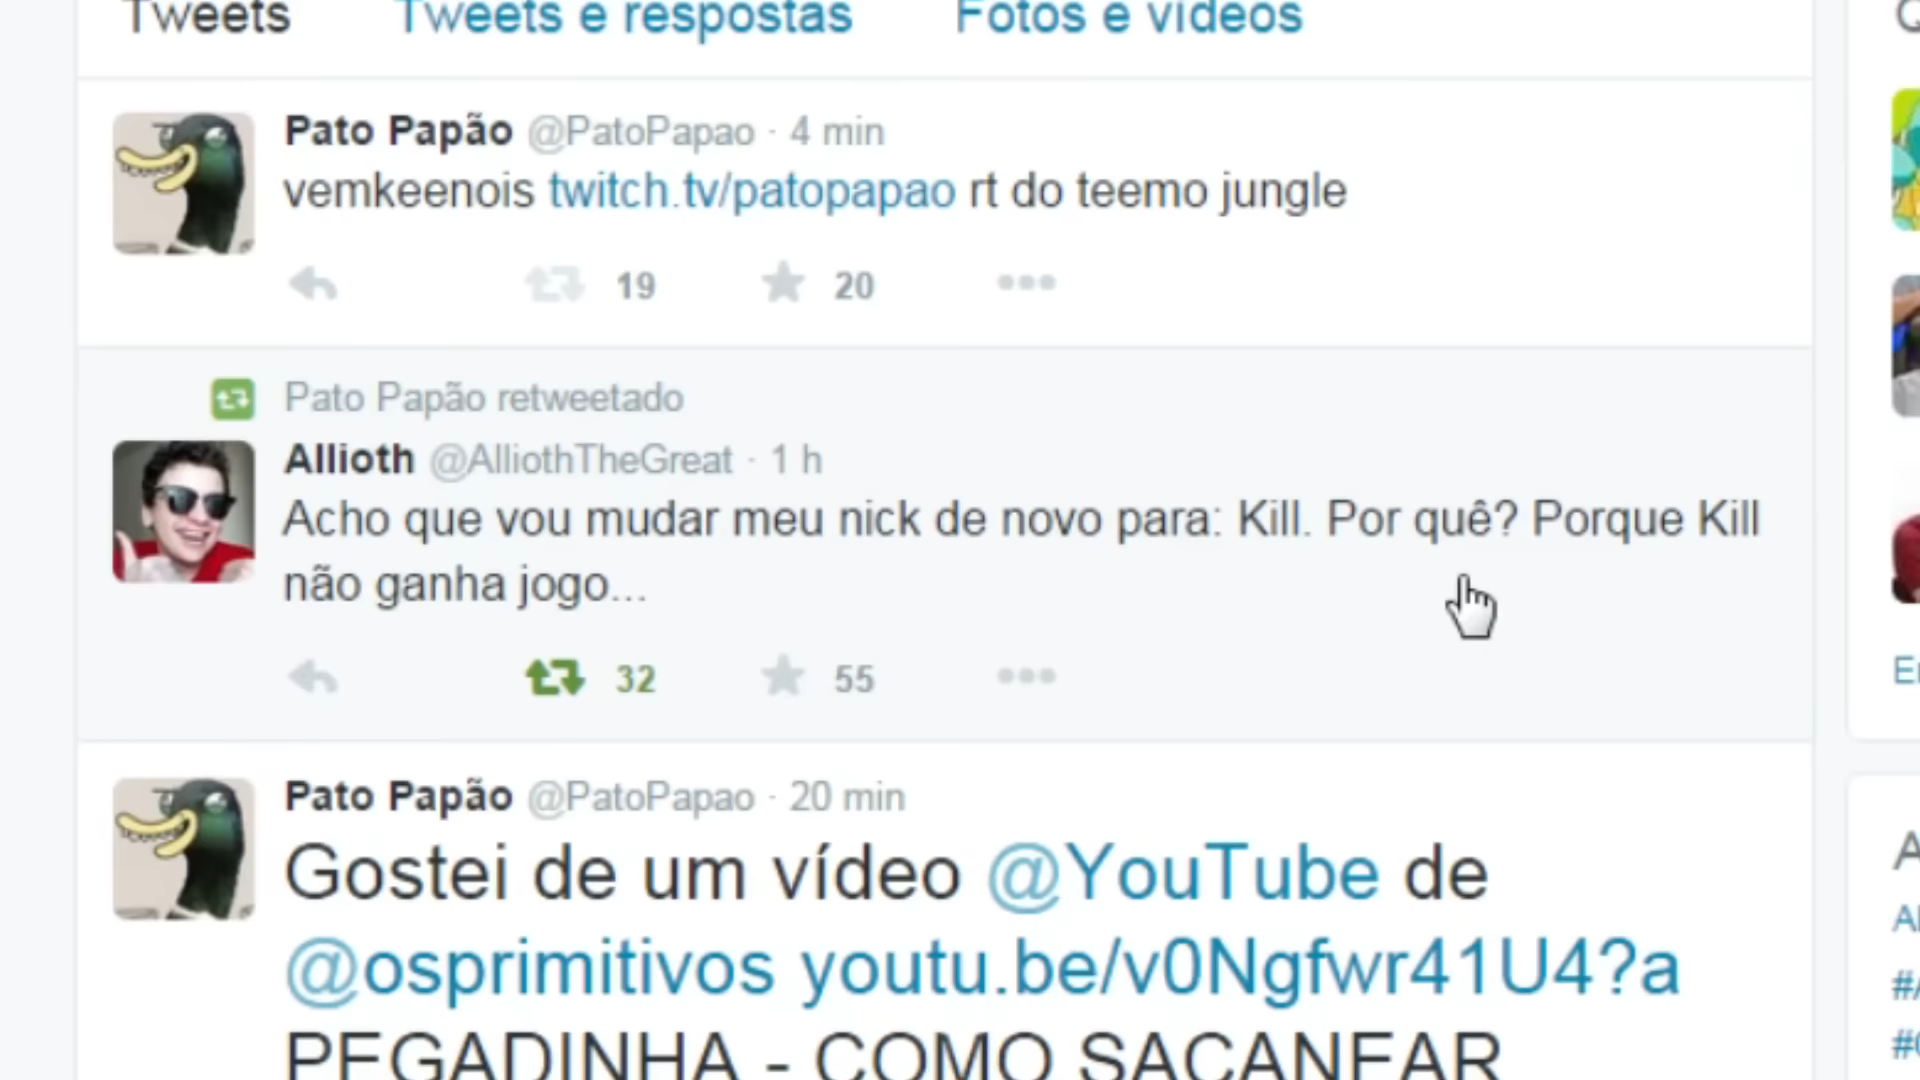 Tweets Tweets e respostas Fotos e vídeos
Pato Papão @PatoPapao · 4 min
vemkeenois twitch.tv/patopapao rt do teemo jungle
19 20
Pato Papão retweetado
Allioth @AlliothTheGreat · 1 h
Acho que vou mudar meu nick de novo para: Kill. Por quê? Porque Kill
não ganha jogo...
32 55
Pato Papão @PatoPapao · 20 min
Gostei de um vídeo @YouTube de
@osprimitivos youtu.be/v0Ngfwr41U4?a
PEGADINHA - COMO SACANEAR